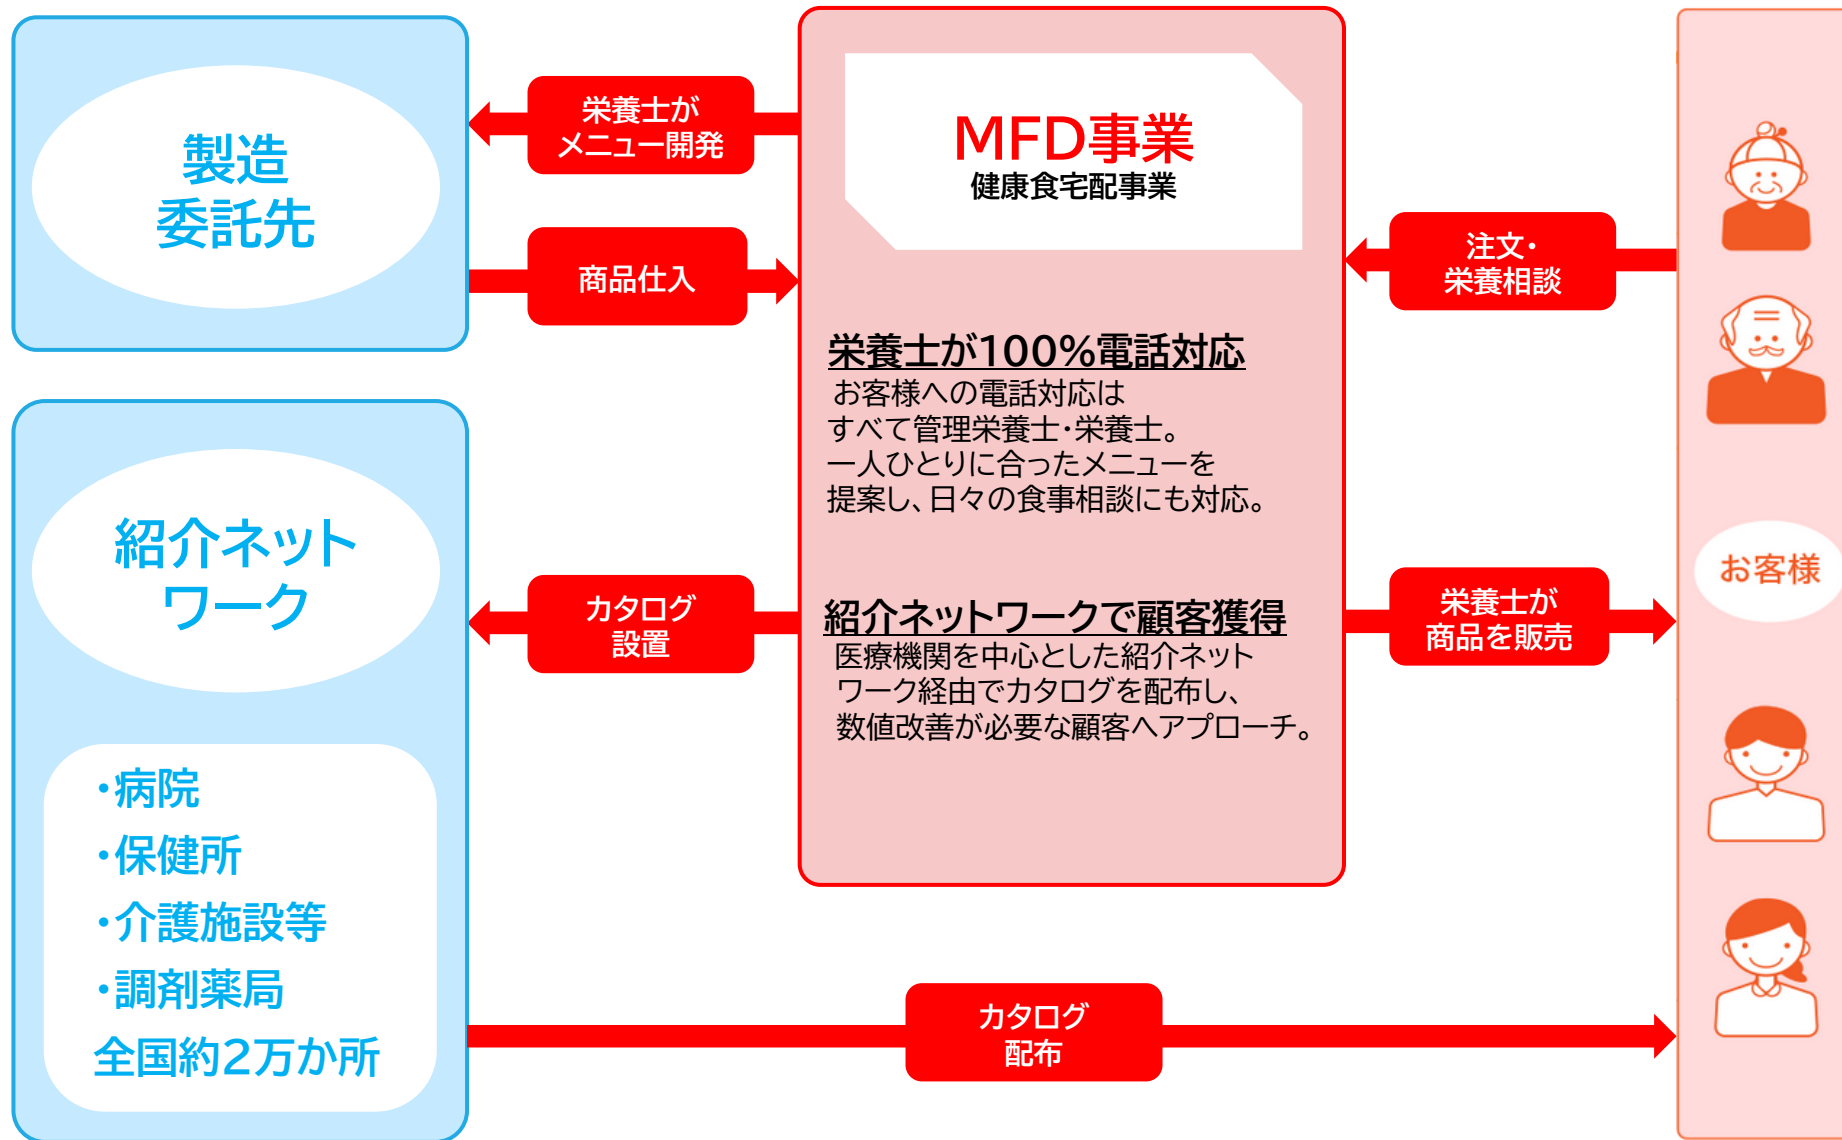 製造
委託先
栄養士が
メニュー開発
商品仕入
MFD事業
健康食宅配事業
栄養士が100%電話対応
お客様への電話対応は
すべて管理栄養士・栄養士。
一人ひとりに合ったメニューを
提案し、日々の食事相談にも対応。
紹介ネットワークで顧客獲得
医療機関を中心とした紹介ネット
ワーク経由でカタログを配布し、
数値改善が必要な顧客へアプローチ。
注文・
栄養相談
栄養士が
商品を販売
お客様
紹介ネット
ワーク
カタログ
設置
・病院
・保健所
・介護施設等
・調剤薬局
全国約2万か所
カタログ
配布